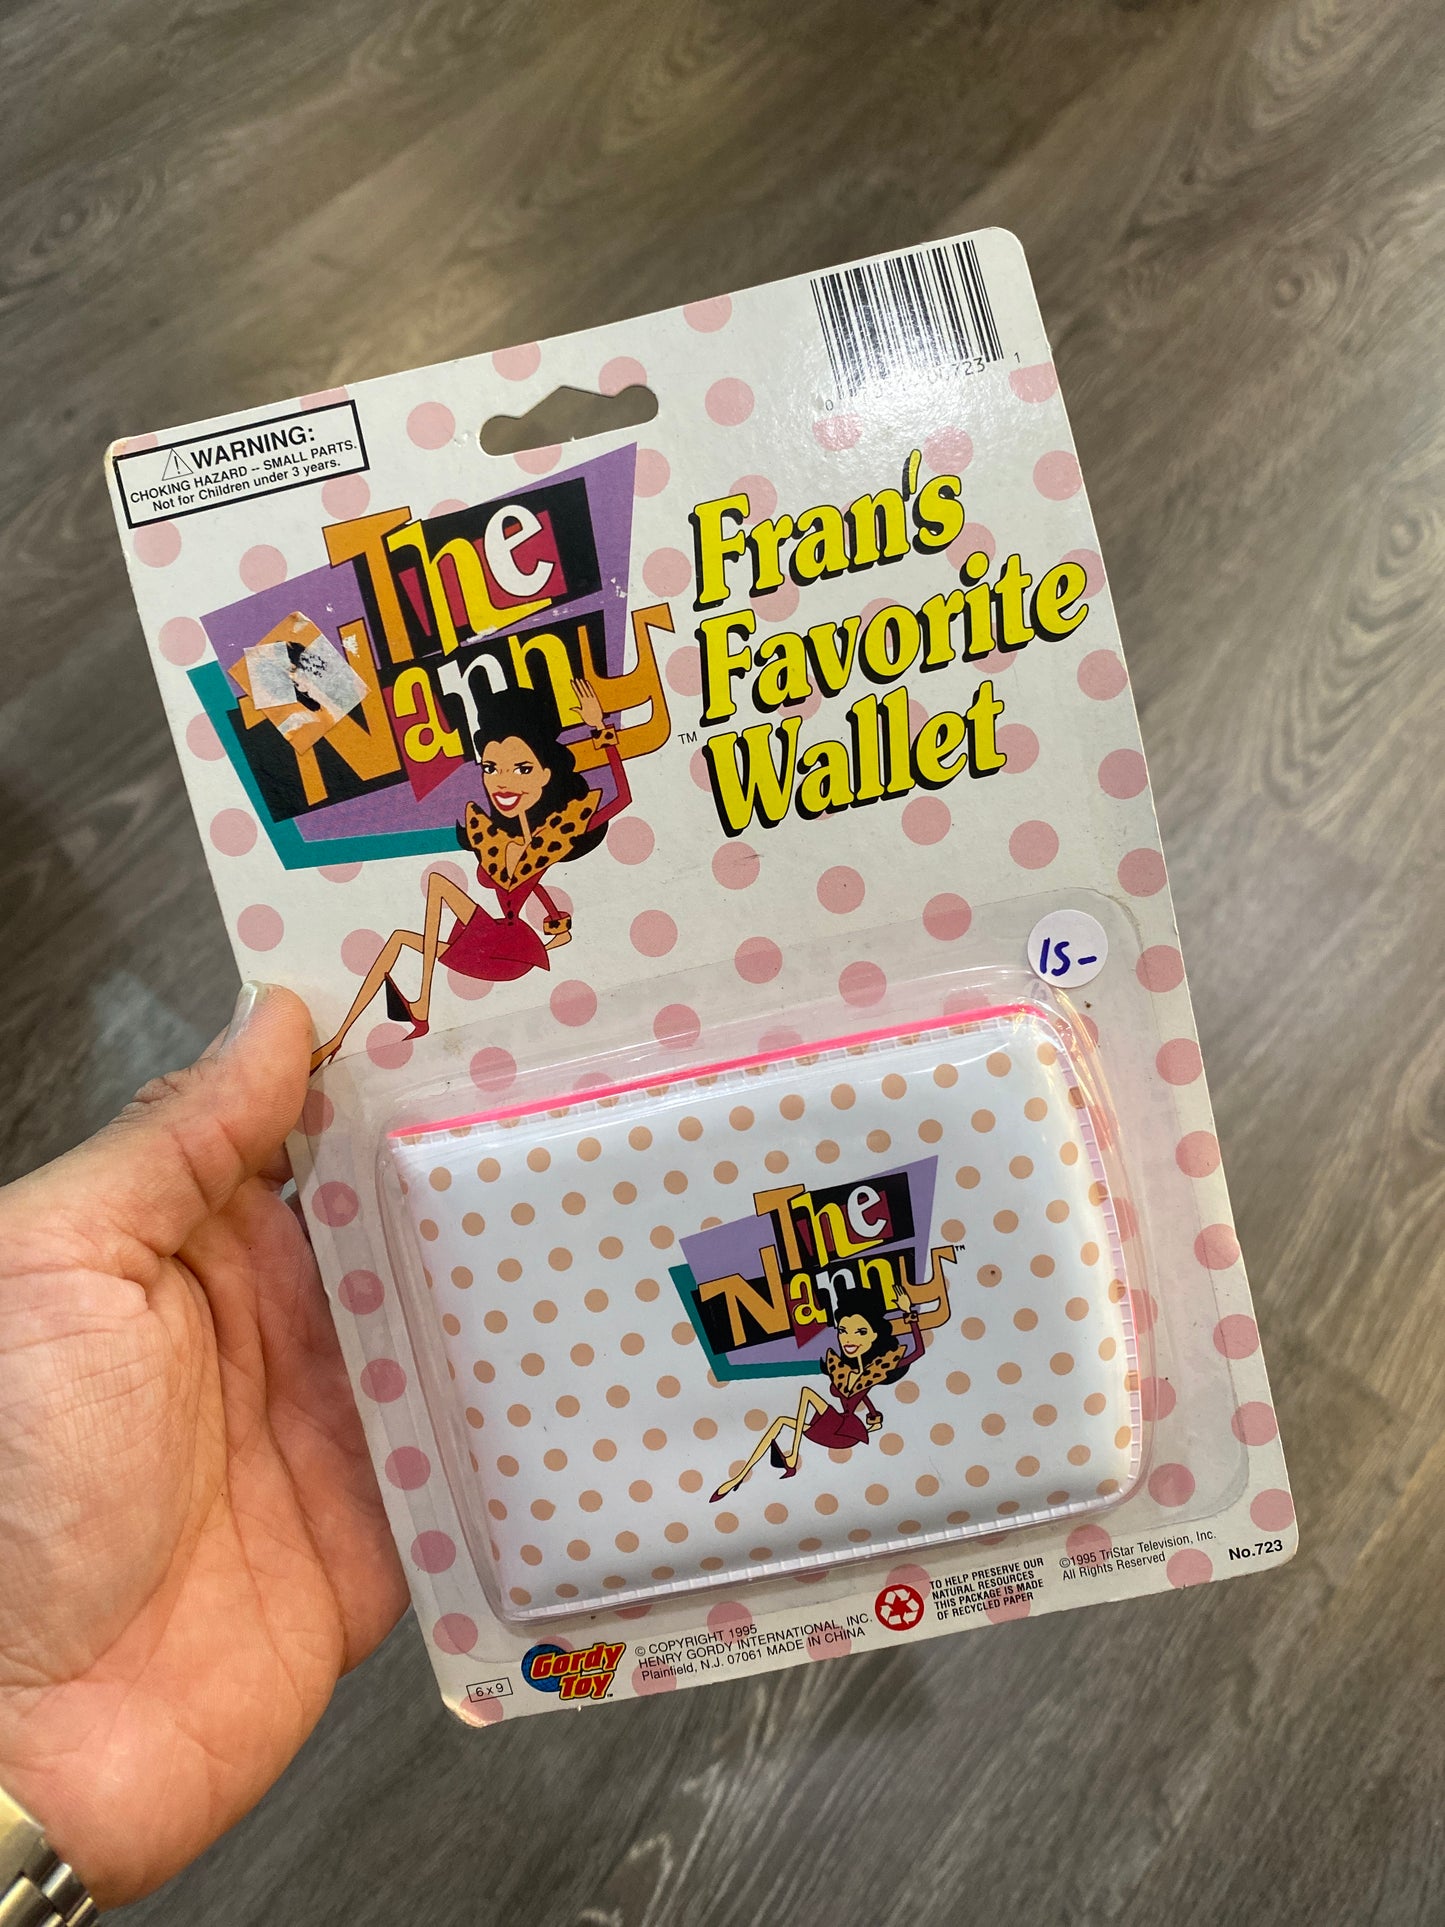 WARNING:
CHOKING HAZARD -- SMALL PARTS.
Not for Children under 3 years.
The
Nanny
TM
Fran's
Favorite
Wallet
15-
The
Nanny
TM
6 x 9
Gordy
Toy
© COPYRIGHT 1995
HENRY GORDY INTERNATIONAL, INC.
Plainfield, N.J. 07061 MADE IN CHINA
TO HELP PRESERVE OUR
NATURAL RESOURCES
THIS PACKAGE IS MADE
OF RECYCLED PAPER
©1995 TriStar Television, Inc.
All Rights Reserved
No.723